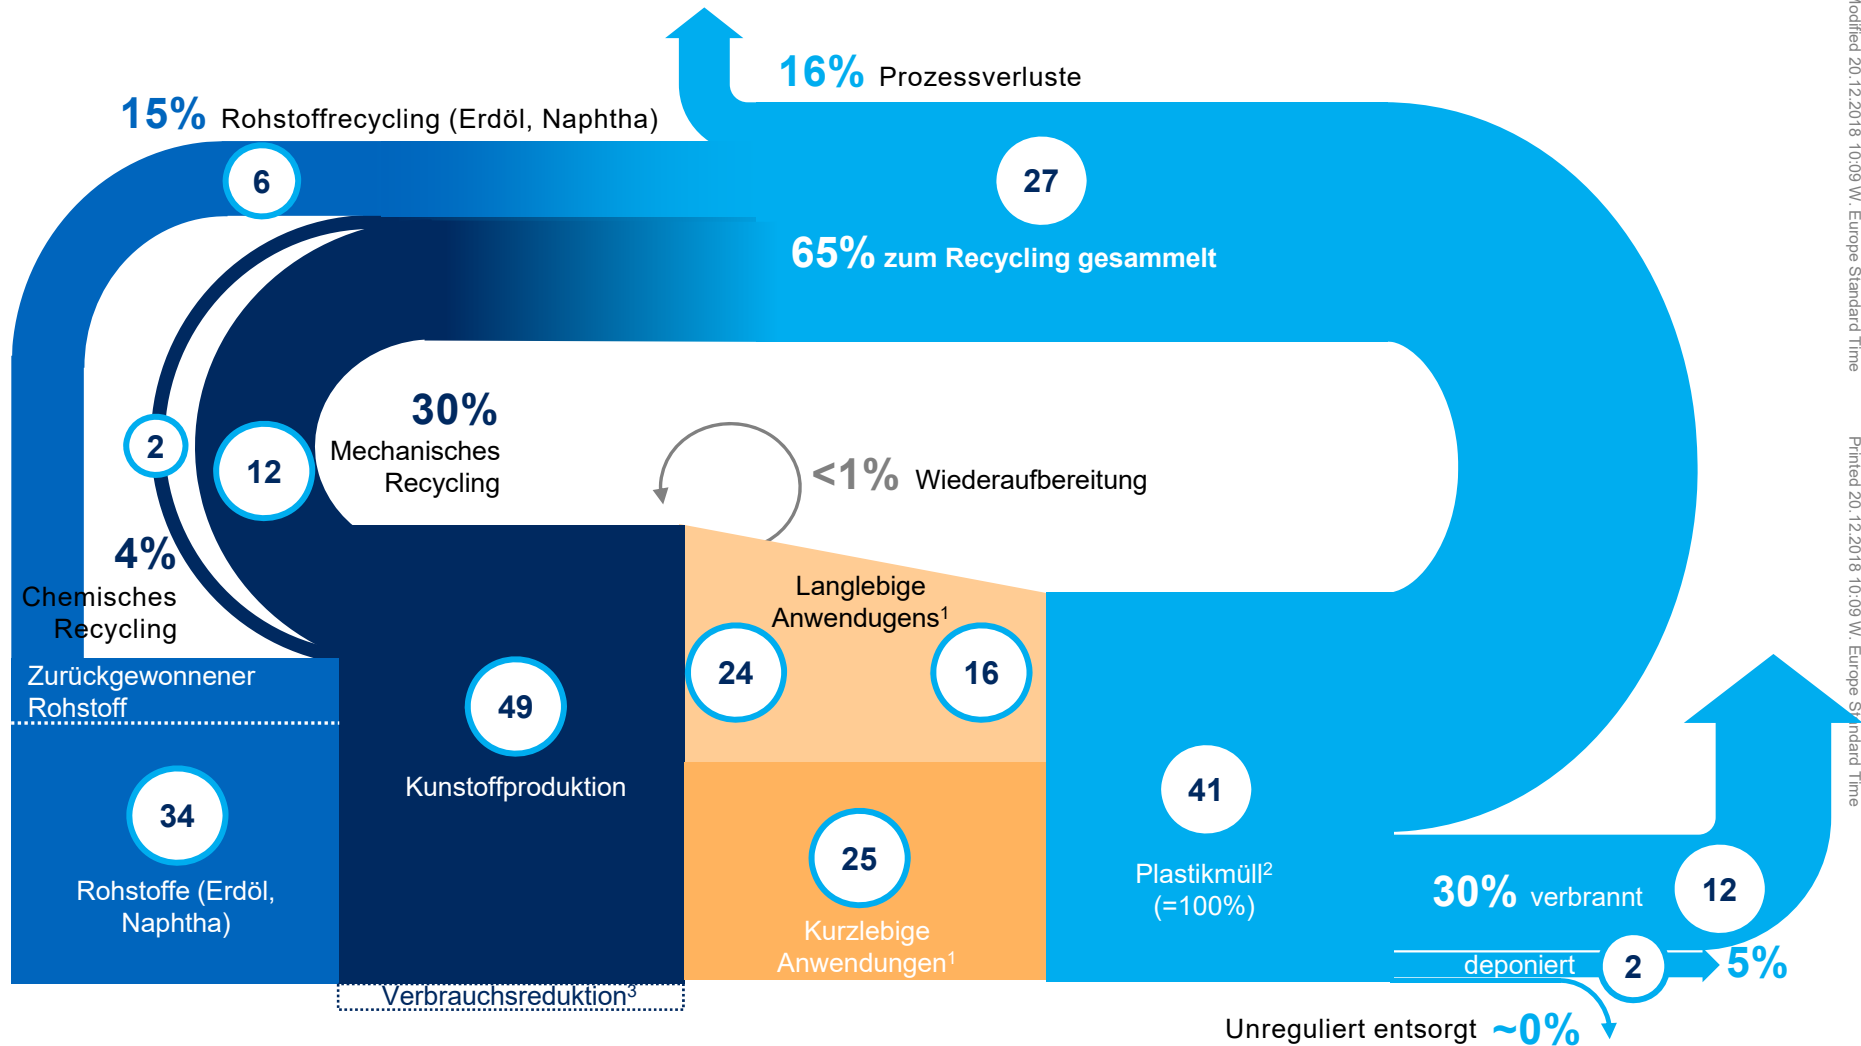 16% Prozessverluste
15% Rohstoffrecycling (Erdöl, Naphtha)
6
27
65% zum Recycling gesammelt
30%
Mechanisches
Recycling
2
12
<1% Wiederaufbereitung
4%
Chemisches
Recycling
Langlebige
Anwendugens¹
24
16
Zurückgewonnener
Rohstoff
49
Kunstoffproduktion
34
Rohstoffe (Erdöl,
Naphtha)
25
Kurzlebige
Anwendungen¹
41
Plastikmüll²
(=100%)
30% verbrannt
12
deponiert
2
5%
Verbrauchsreduktion³
Unreguliert entsorgt ~0%
Modified 20.12.2018 10:09 W. Europe Standard Time
Printed 20.12.2018 10:09 W. Europe Standard Time